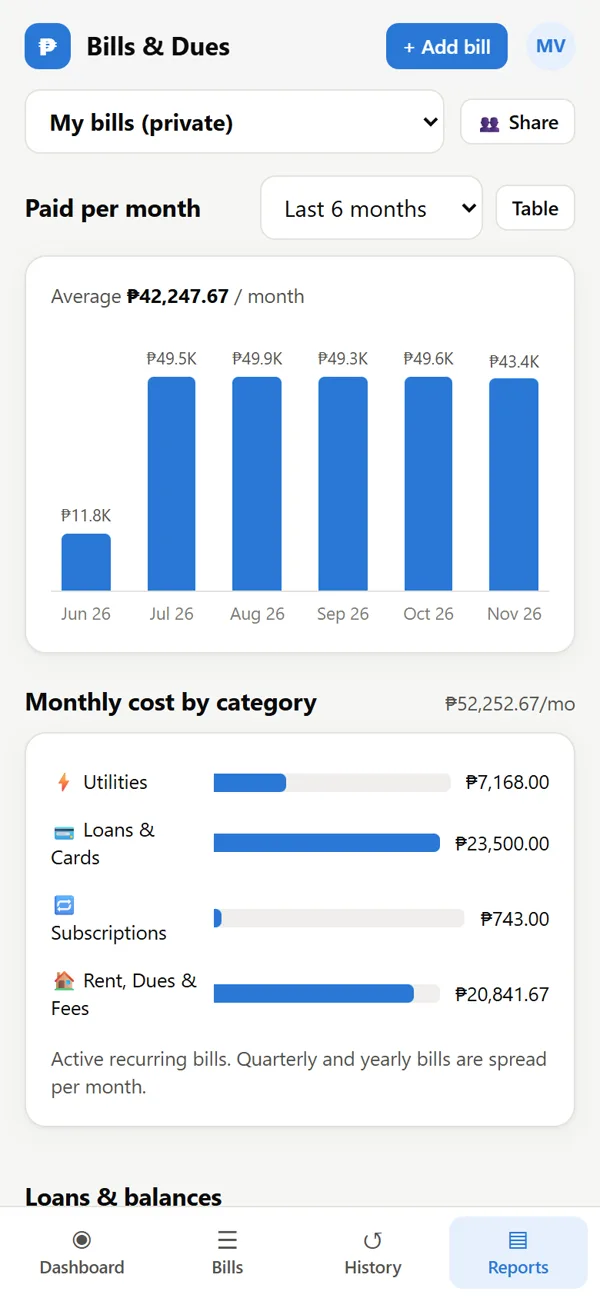 ₱ Bills & Dues + Add bill MV
My bills (private) Share
Paid per month Last 6 months Table
Average ₱42,247.67 / month
₱49.5K ₱49.9K ₱49.3K ₱49.6K ₱43.4K
₱11.8K
Jun 26 Jul 26 Aug 26 Sep 26 Oct 26 Nov 26
Monthly cost by category ₱52,252.67/mo
Utilities ₱7,168.00
Loans &
Cards ₱23,500.00
Subscriptions ₱743.00
Rent, Dues &
Fees ₱20,841.67
Active recurring bills. Quarterly and yearly bills are spread
per month.
Loans & balances
Dashboard Bills History Reports